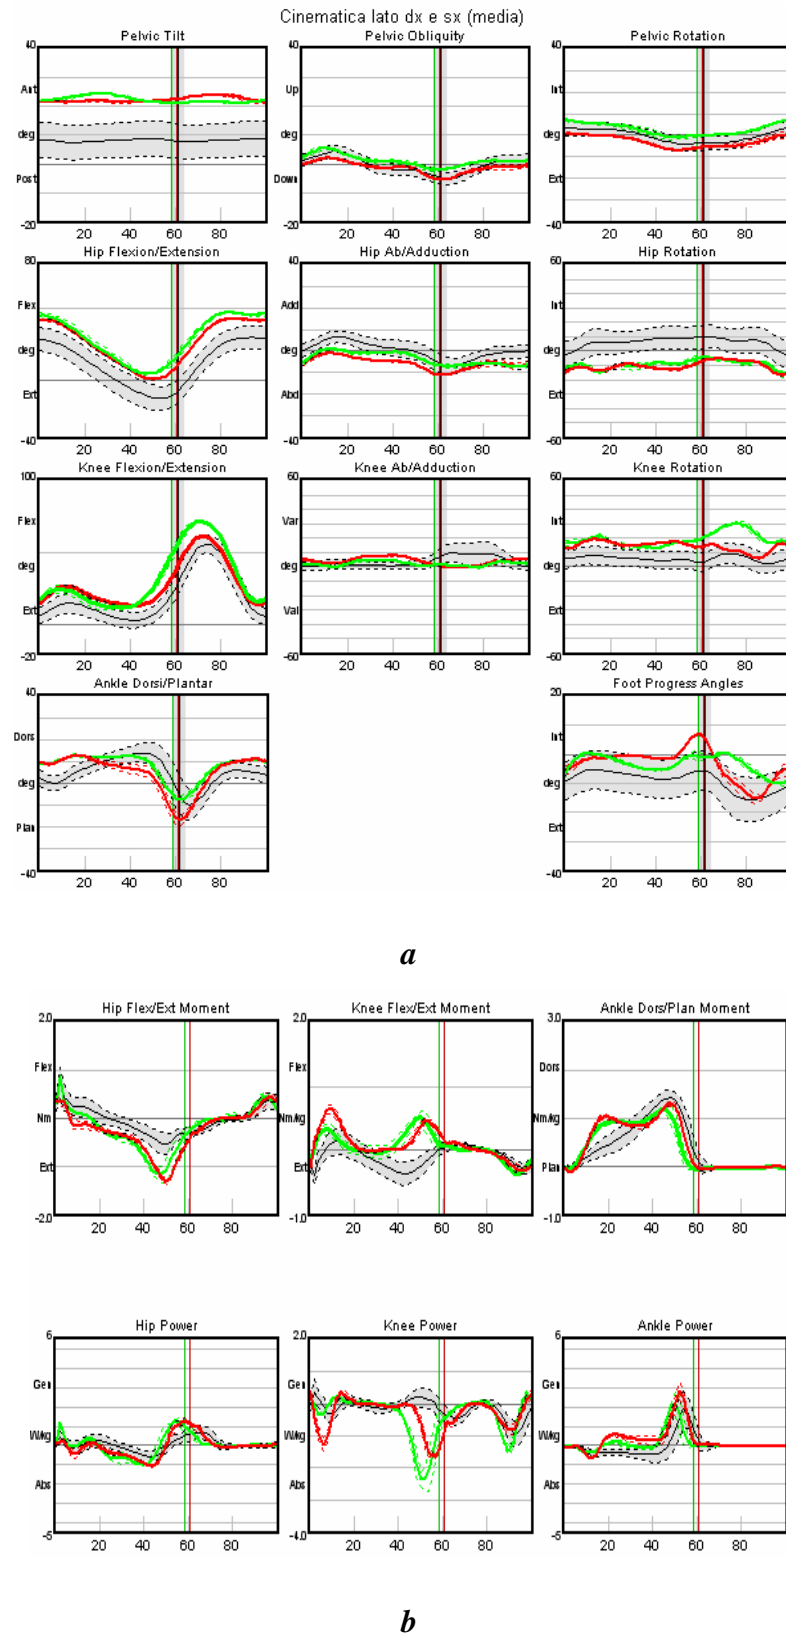 Cinematica lato dx e sx (media)
Pelvic Tilt Pelvic Obliquity Pelvic Rotation
40 40 40
Ant Up Int
deg deg deg
Post Down Ext
-20 -20 -20
20 40 60 80 20 40 60 80 20 40 60 80
Hip Flexion/Extension Hip Ab/Adduction Hip Rotation
80 40 60
Flex Add Int
deg deg deg
Ext Abd Ext
-40 -40 -60
20 40 60 80 20 40 60 80 20 40 60 80
Knee Flexion/Extension Knee Ab/Adduction Knee Rotation
100 60 60
Flex Var Int
deg deg deg
Ext Val Ext
-20 -60 -60
20 40 60 80 20 40 60 80 20 40 60 80
Ankle Dorsi/Plantar Foot Progress Angles
40 20
Dors Int
deg deg
Plan Ext
-40 -40
20 40 60 80 20 40 60 80
a
Hip Flex/Ext Moment Knee Flex/Ext Moment Ankle Dors/Plan Moment
2.0 2.0 3.0
Flex Flex Dors
Nm Nm/kg Nm/kg
Ext Ext Plan
-2.0 -1.0 -1.0
20 40 60 80 20 40 60 80 20 40 60 80
Hip Power Knee Power Ankle Power
6 2.0 6
Gen Gen Gen
W/kg W/kg W/kg
Abs Abs Abs
-5 -4.0 -5
20 40 60 80 20 40 60 80 20 40 60 80
b